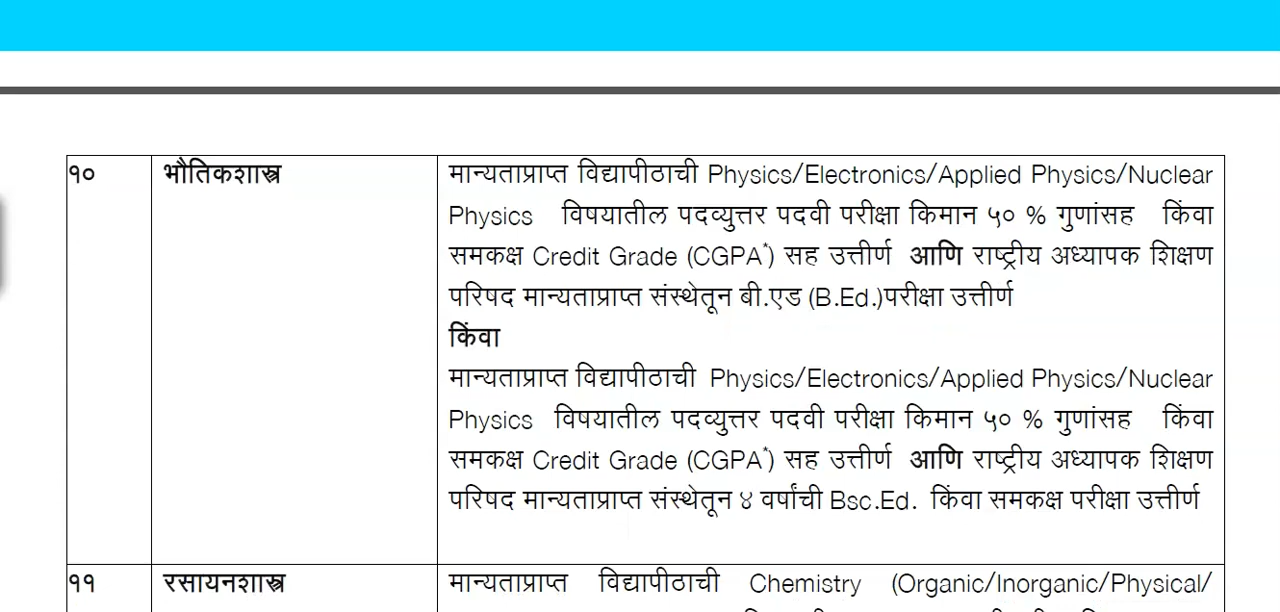 १० भौतिकशास्त्र मान्यताप्राप्त विद्यापीठाची Physics/Electronics/Applied Physics/Nuclear
Physics विषयातील पदव्युत्तर पदवी परीक्षा किमान ५० % गुणांसह किंवा
समकक्ष Credit Grade (CGPA*) सह उत्तीर्ण आणि राष्ट्रीय अध्यापक शिक्षण
परिषद मान्यताप्राप्त संस्थेतून बी.एड (B.Ed.)परीक्षा उत्तीर्ण
किंवा
मान्यताप्राप्त विद्यापीठाची Physics/Electronics/Applied Physics/Nuclear
Physics विषयातील पदव्युत्तर पदवी परीक्षा किमान ५० % गुणांसह किंवा
समकक्ष Credit Grade (CGPA*) सह उत्तीर्ण आणि राष्ट्रीय अध्यापक शिक्षण
परिषद मान्यताप्राप्त संस्थेतून ४ वर्षांची Bsc.Ed. किंवा समकक्ष परीक्षा उत्तीर्ण
११ रसायनशास्त्र मान्यताप्राप्त विद्यापीठाची Chemistry (Organic/Inorganic/Physical/